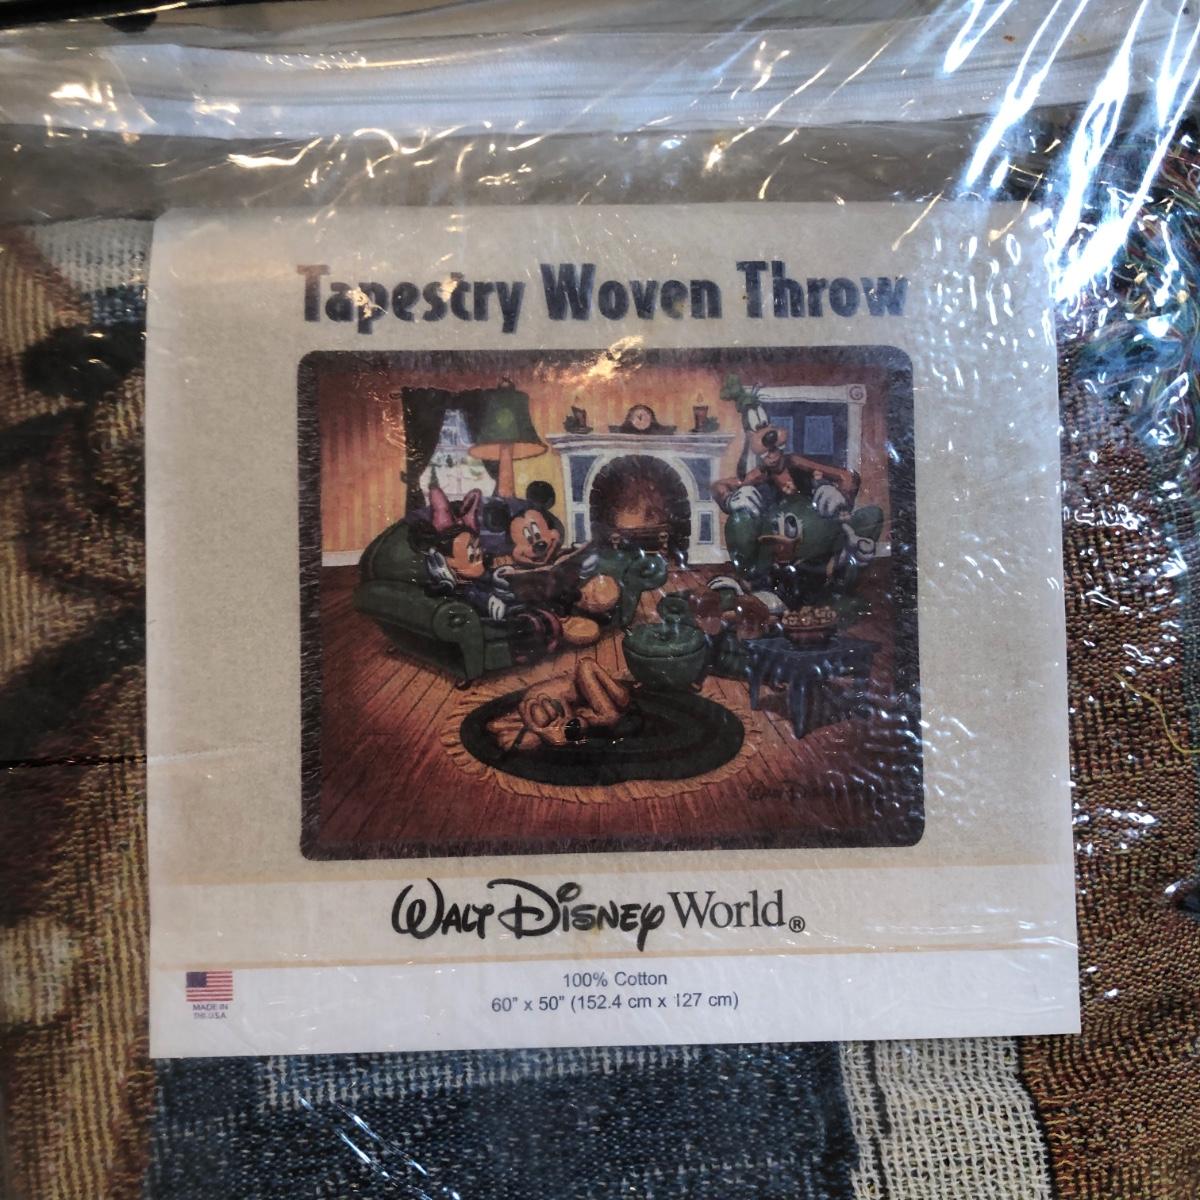 Tapestry Woven Throw
WALT DISNEY World®
100% Cotton
60" x 50" (152.4 cm x 127 cm)
MADE IN
THE U.S.A.